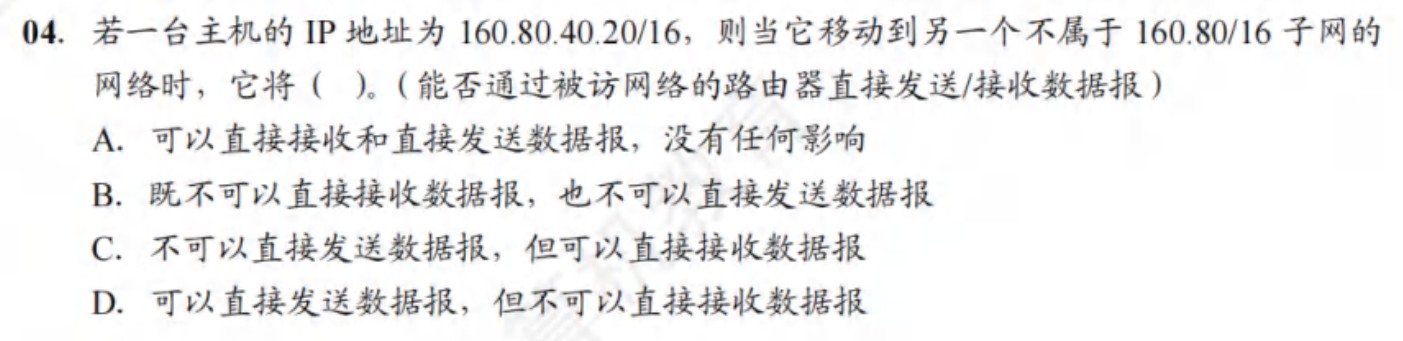 04. 若一台主机的 IP 地址为 160.80.40.20/16，则当它移动到另一个不属于 160.80/16 子网的
网络时，它将（ ）。（能否通过被访网络的路由器直接发送/接收数据报）
A. 可以直接接收和直接发送数据报，没有任何影响
B. 既不可以直接接收数据报，也不可以直接发送数据报
C. 不可以直接发送数据报，但可以直接接收数据报
D. 可以直接发送数据报，但不可以直接接收数据报